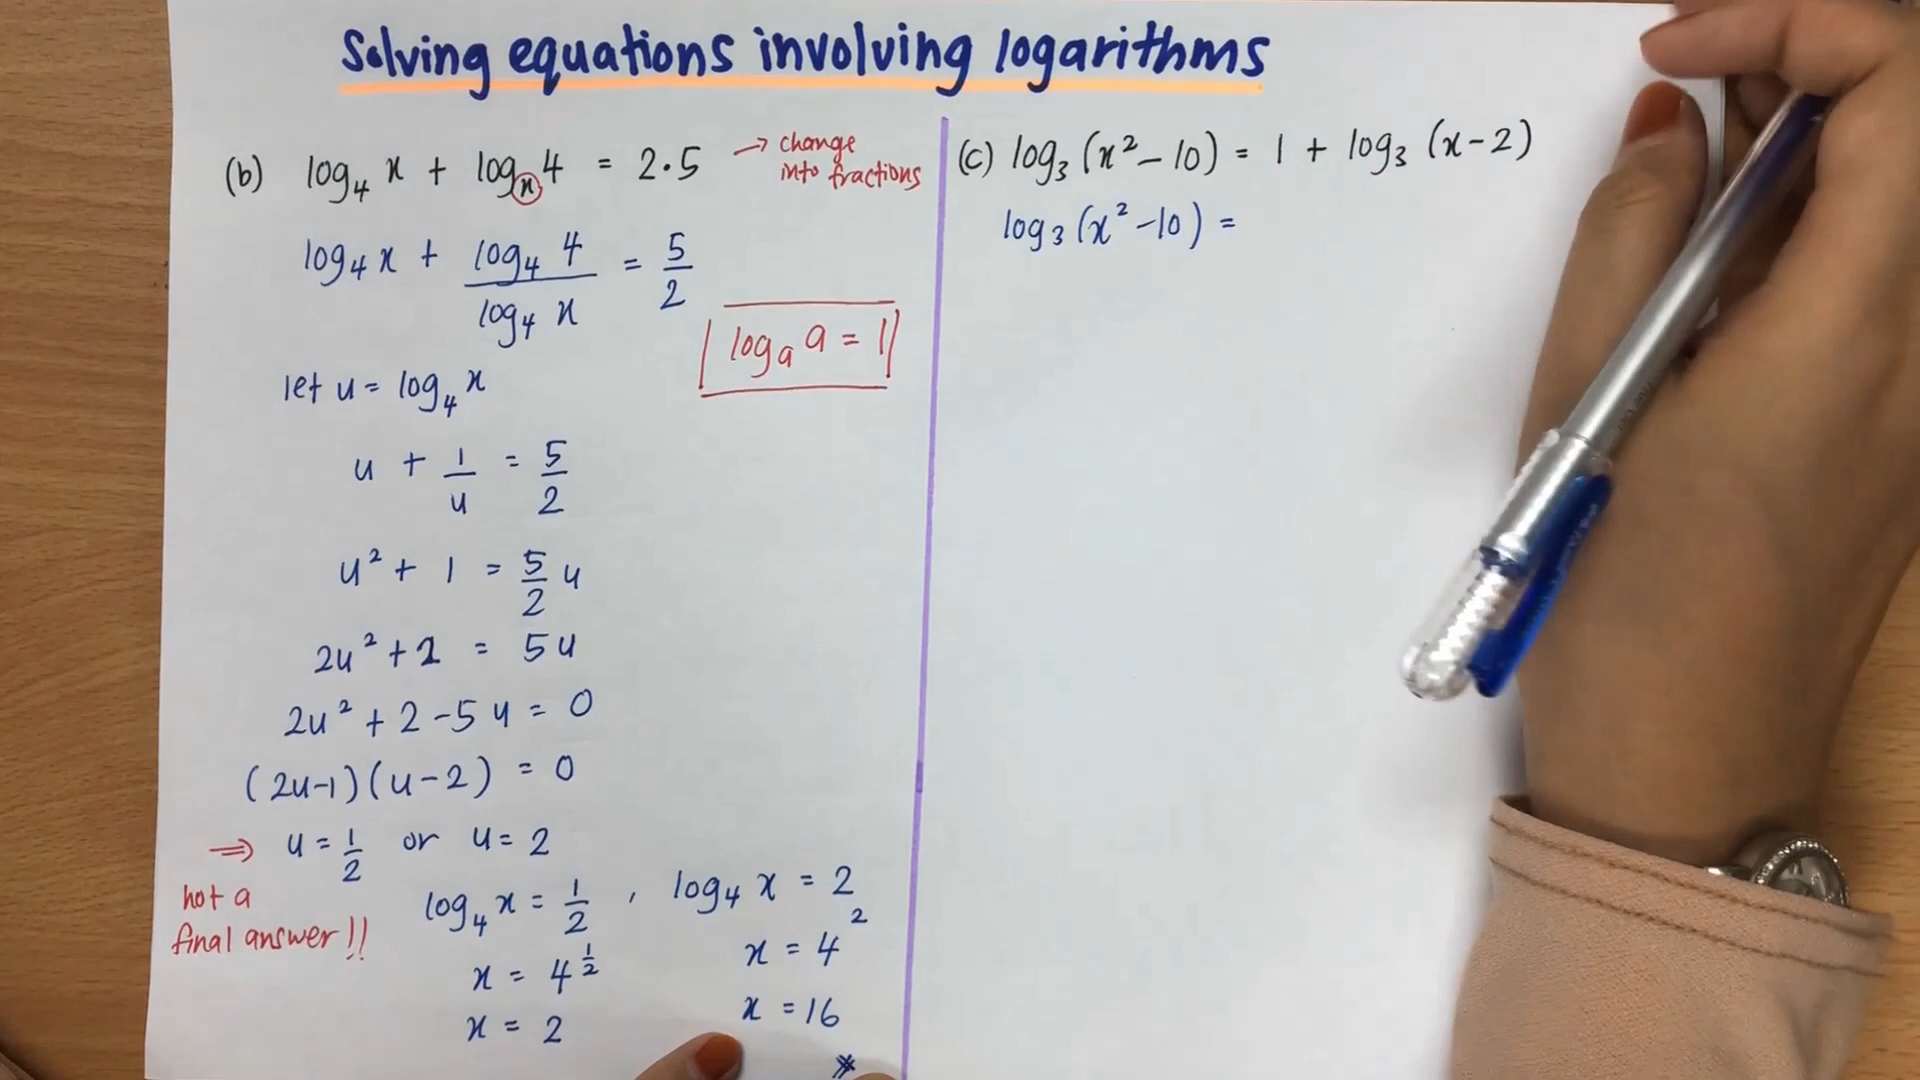 Solving equations involving logarithms
(b) log₄ x + logₓ 4 = 2.5 → change into fractions
log₄ x + log₄ 4 / log₄ x = 5/2
logₐ a = 1
let u = log₄ x
u + 1/u = 5/2
u² + 1 = 5/2 u
2u² + 2 = 5u
2u² + 2 - 5u = 0
(2u-1)(u-2) = 0
⇒ u = 1/2 or u = 2
not a
final answer!!
log₄ x = 1/2 , log₄ x = 2
x = 4^(1/2)
x = 4²
x = 2
x = 16
(c) log₃ (x² - 10) = 1 + log₃ (x-2)
log₃ (x² - 10) =